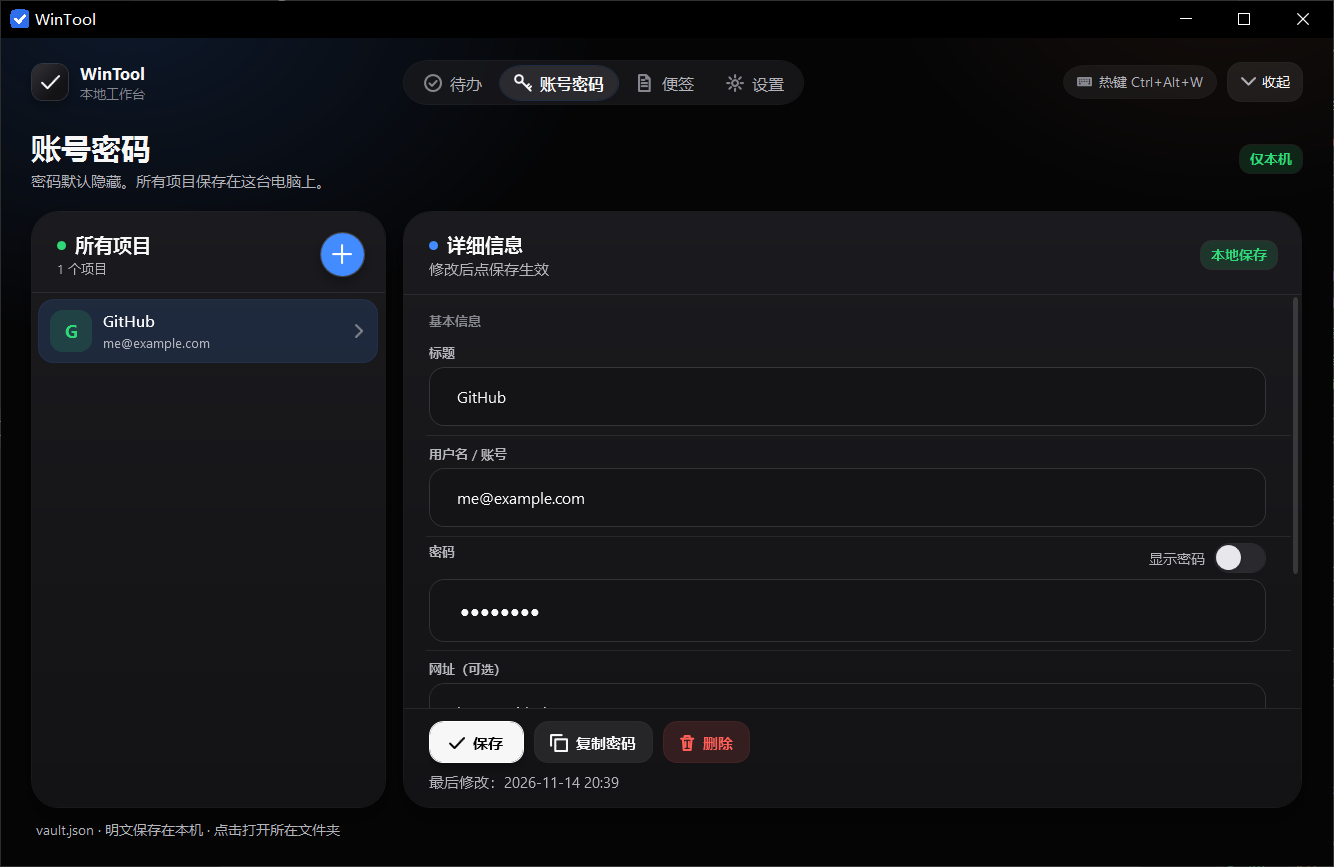 WinTool
WinTool
本地工作台
待办
账号密码
便签
设置
热键 Ctrl+Alt+W
收起
账号密码
密码默认隐藏。所有项目保存在这台电脑上。
仅本机
所有项目
1 个项目
G
GitHub
me@example.com
详细信息
修改后点保存生效
本地保存
基本信息
标题
GitHub
用户名 / 账号
me@example.com
密码
显示密码
••••••••
网址（可选）
保存
复制密码
删除
最后修改：2026-11-14 20:39
vault.json · 明文保存在本机 · 点击打开所在文件夹